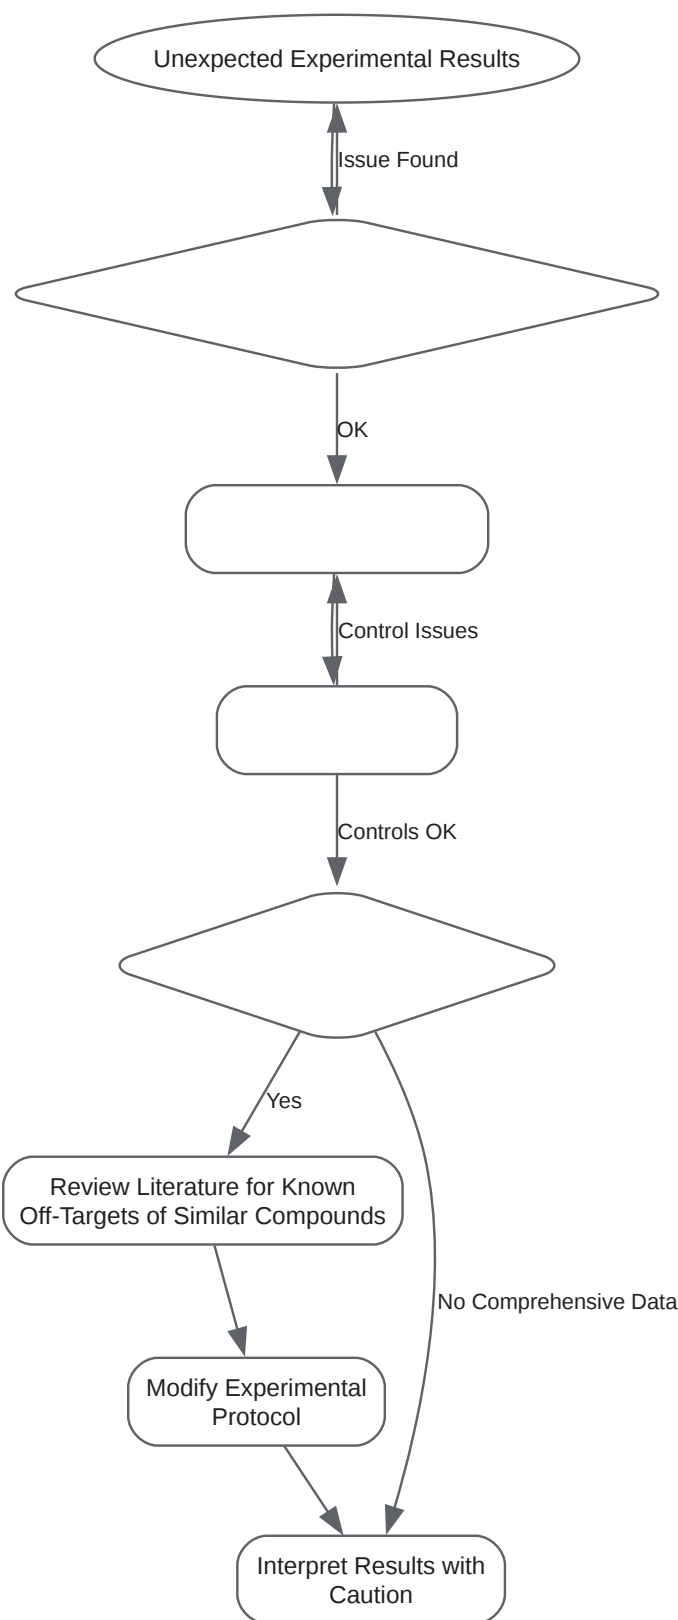 Unexpected Experimental Results
Issue Found
OK
Control Issues
Controls OK
Yes
Review Literature for Known
Off-Targets of Similar Compounds
No Comprehensive Data
Modify Experimental
Protocol
Interpret Results with
Caution